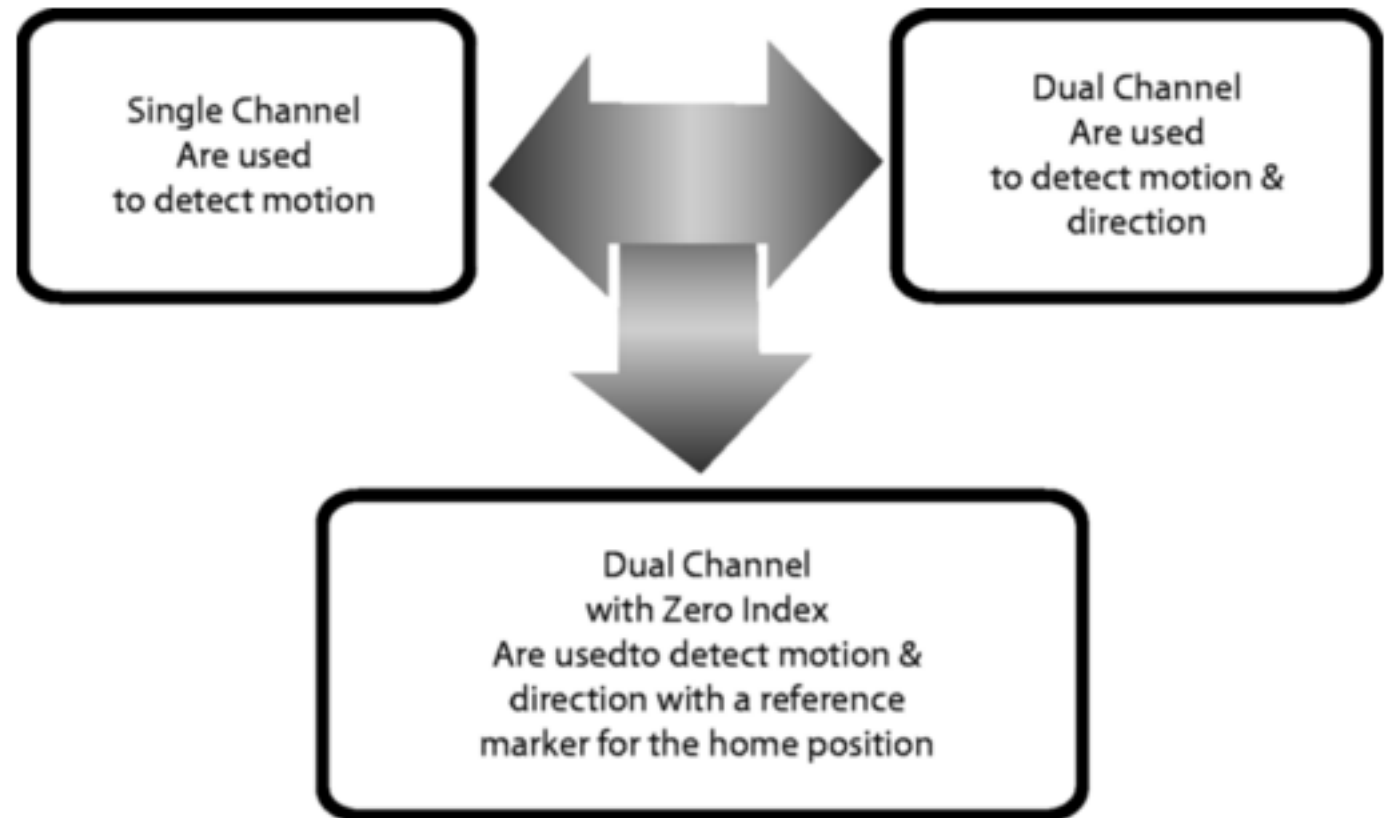 Single Channel
Are used
to detect motion
Dual Channel
Are used
to detect motion &
direction
Dual Channel
with Zero Index
Are usedto detect motion &
direction with a reference
marker for the home position